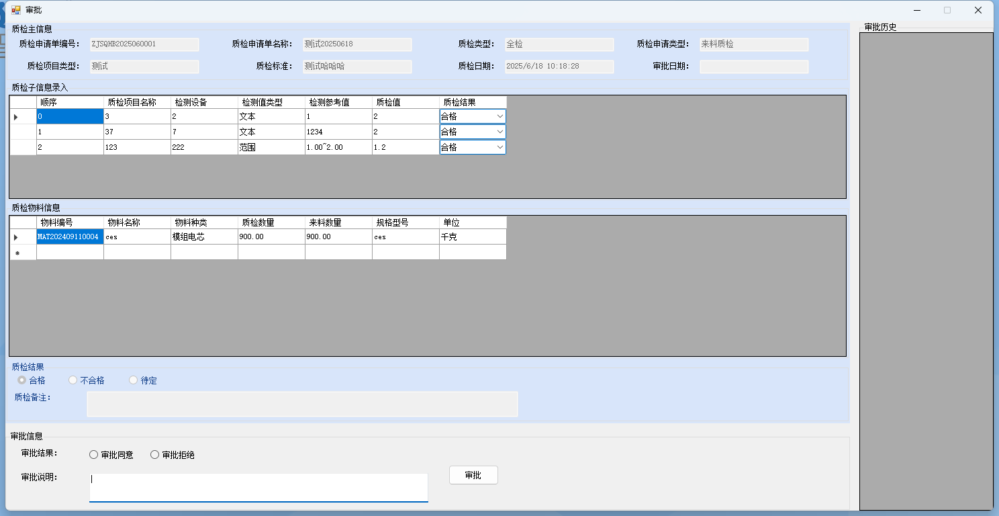 审批
质检主信息
质检申请单编号： ZJSQHB2025060001 质检申请单名称： 测试20250618 质检类型： 全检 质检申请类型： 来料质检
质检项目类型： 测试 质检标准： 测试哈哈哈 质检日期： 2025/6/18 10:18:28 审批日期：
质检子信息录入
顺序 质检项目名称 检测设备 检测值类型 检测参考值 质检值 质检结果
0 3 2 文本 1 2 合格
1 37 7 文本 1234 2 合格
2 123 222 范围 1.00~2.00 1.2 合格
质检物料信息
物料编号 物料名称 物料种类 质检数量 来料数量 规格型号 单位
MAT202409110004 ces 模组电芯 900.00 900.00 ces 千克
质检结果
合格 不合格 待定
质检备注：
审批信息
审批结果： 审批同意 审批拒绝
审批说明：
审批
审批历史